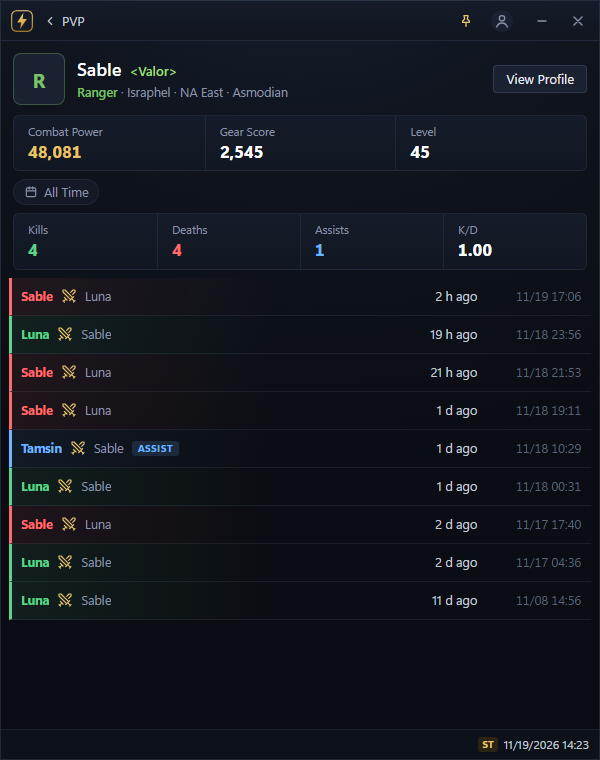 PVP
R
Sable <Valor>
Ranger · Israphel · NA East · Asmodian
View Profile
Combat Power
48,081
Gear Score
2,545
Level
45
All Time
Kills
4
Deaths
4
Assists
1
K/D
1.00
Sable Luna 2 h ago 11/19 17:06
Luna Sable 19 h ago 11/18 23:56
Sable Luna 21 h ago 11/18 21:53
Sable Luna 1 d ago 11/18 19:11
Tamsin Sable ASSIST 1 d ago 11/18 10:29
Luna Sable 1 d ago 11/18 00:31
Sable Luna 2 d ago 11/17 17:40
Luna Sable 2 d ago 11/17 04:36
Luna Sable 11 d ago 11/08 14:56
ST 11/19/2026 14:23